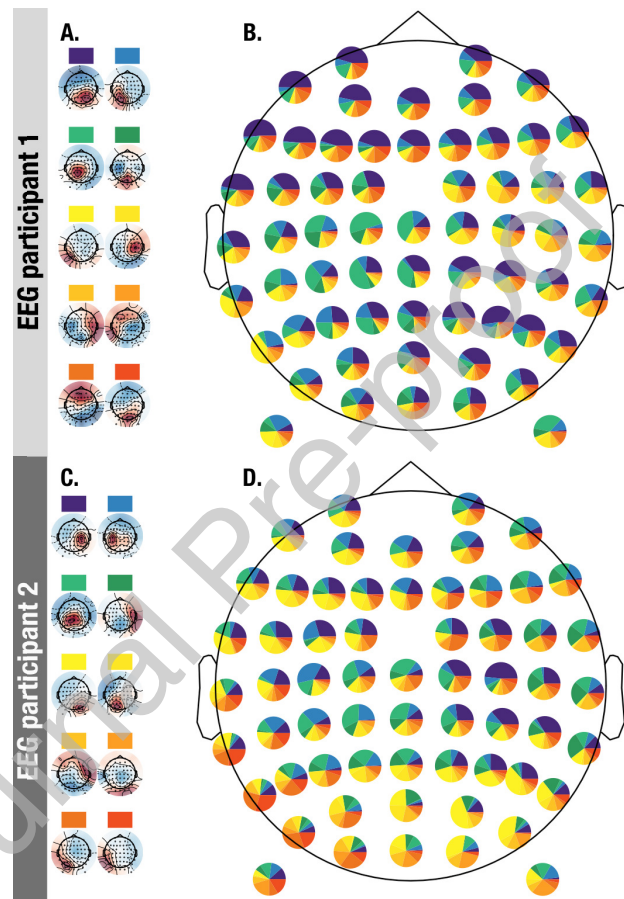 A.
B.
EEG participant 1
C.
D.
EEG participant 2
Journal Pre-proof